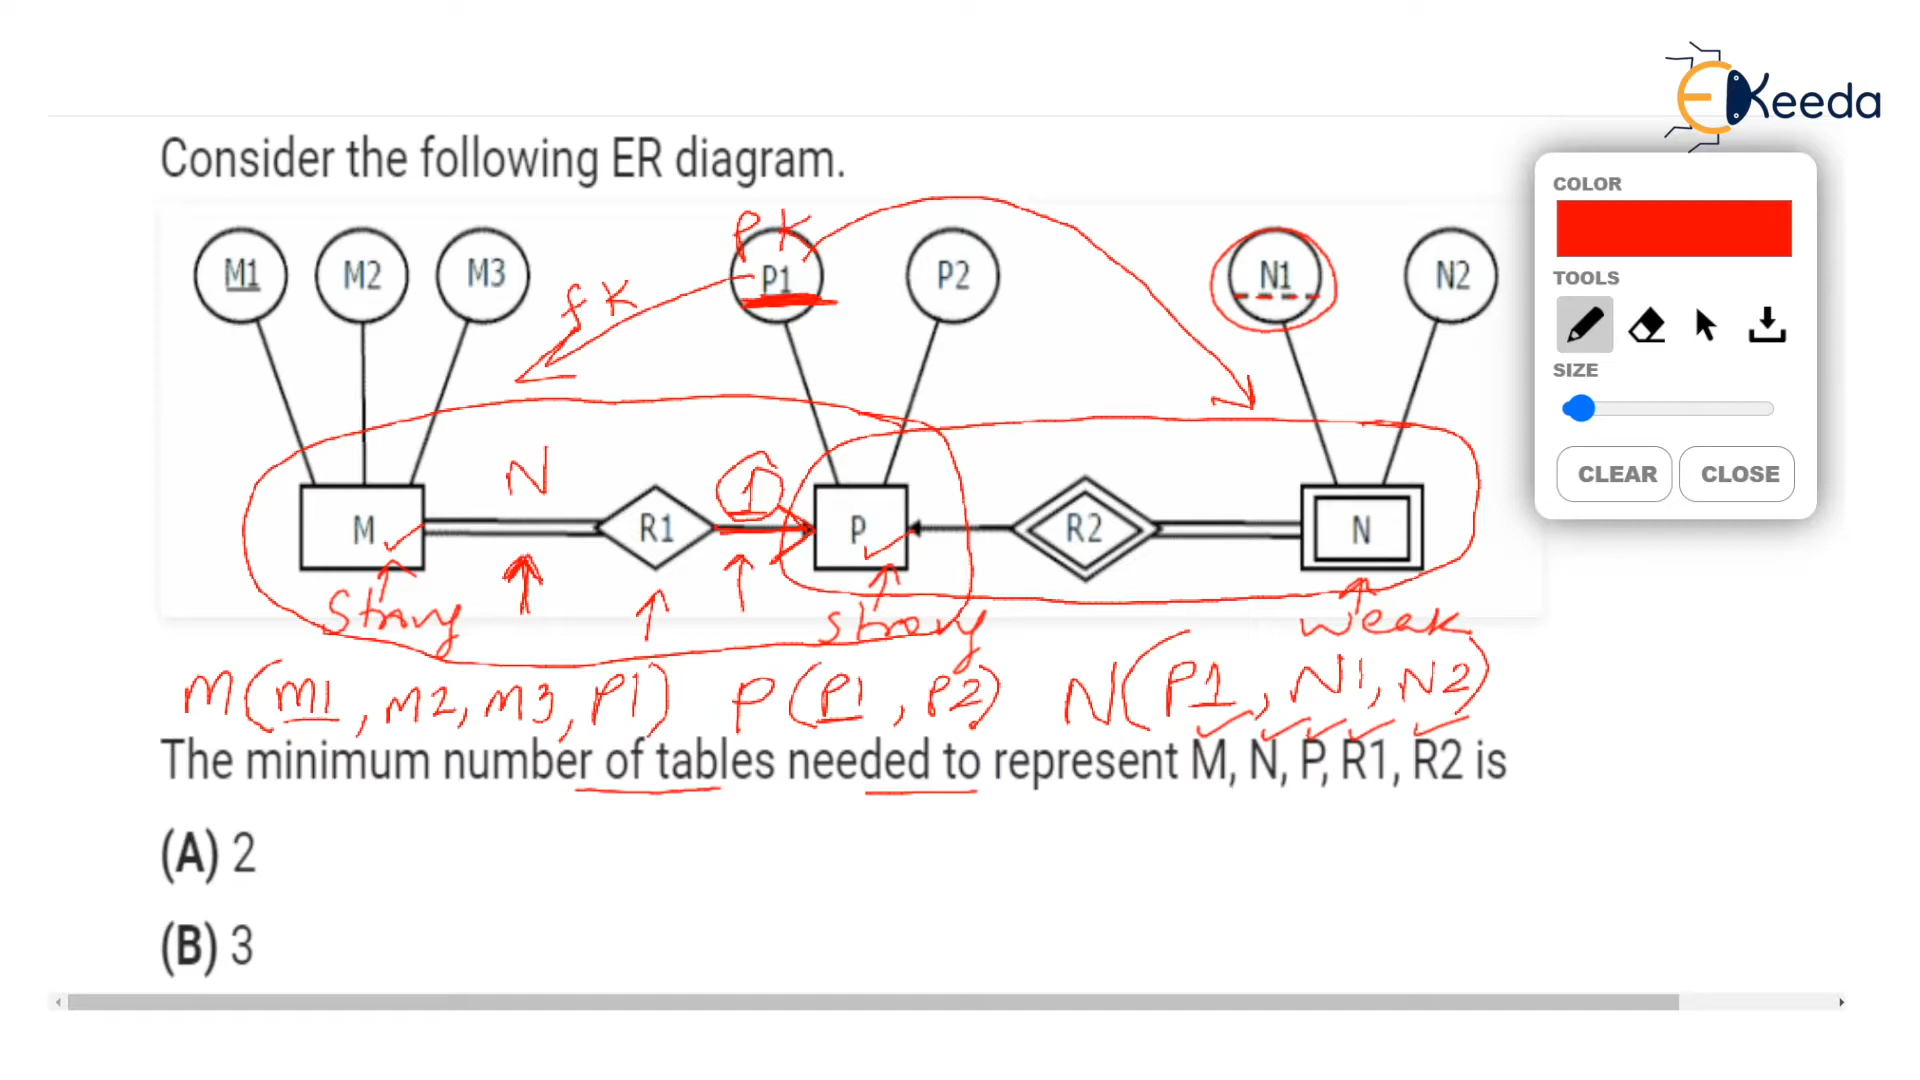 EKeeda
Consider the following ER diagram.
COLOR
TOOLS
SIZE
CLEAR CLOSE
PK
M1 M2 M3 P1 P2 N1 N2
fK
N 1
M R1 P R2 N
Strong strong weak
M(M1, M2, M3, P1) P(P1, P2) N(P1, N1, N2)
The minimum number of tables needed to represent M, N, P, R1, R2 is
(A) 2
(B) 3